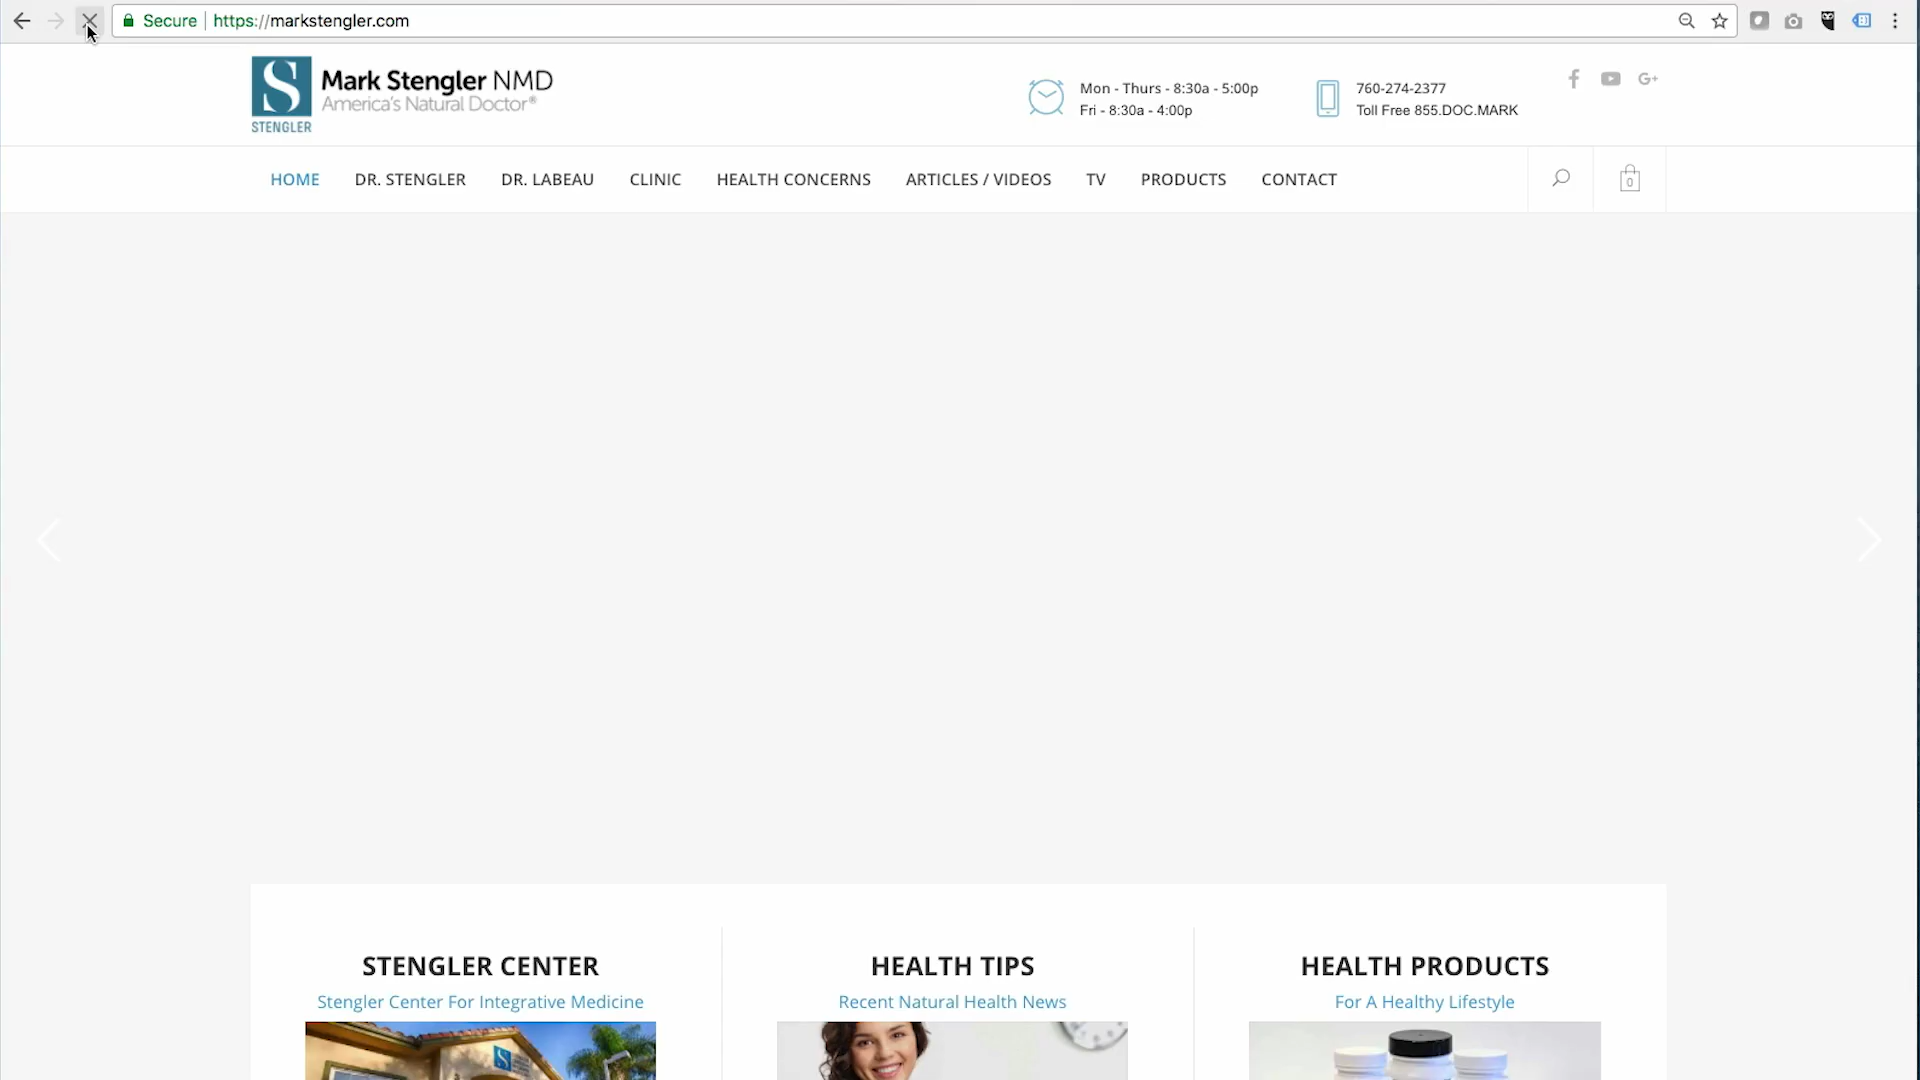 Secure https://markstengler.com
S
STENGLER
Mark Stengler NMD
America's Natural Doctor®
Mon - Thurs - 8:30a - 5:00p
Fri - 8:30a - 4:00p
760-274-2377
Toll Free 855.DOC.MARK
G+
HOME DR. STENGLER DR. LABEAU CLINIC HEALTH CONCERNS ARTICLES / VIDEOS TV PRODUCTS CONTACT
0
STENGLER CENTER
Stengler Center For Integrative Medicine
HEALTH TIPS
Recent Natural Health News
HEALTH PRODUCTS
For A Healthy Lifestyle
S